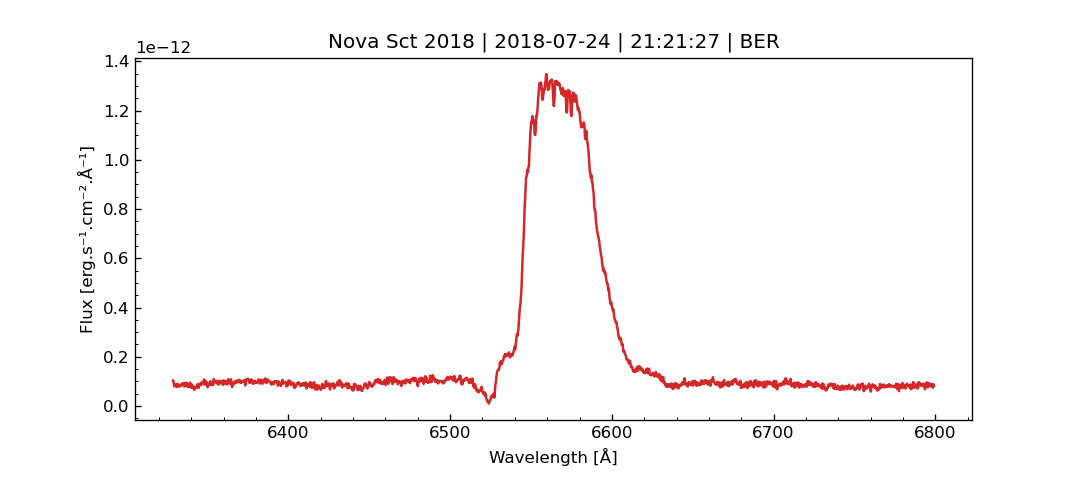 Nova Sct 2018 | 2018-07-24 | 21:21:27 | BER
1e−12
1.4
1.2
1.0
0.8
0.6
0.4
0.2
0.0
Flux [erg.s⁻¹.cm⁻².Å⁻¹]
6400 6500 6600 6700 6800
Wavelength [Å]